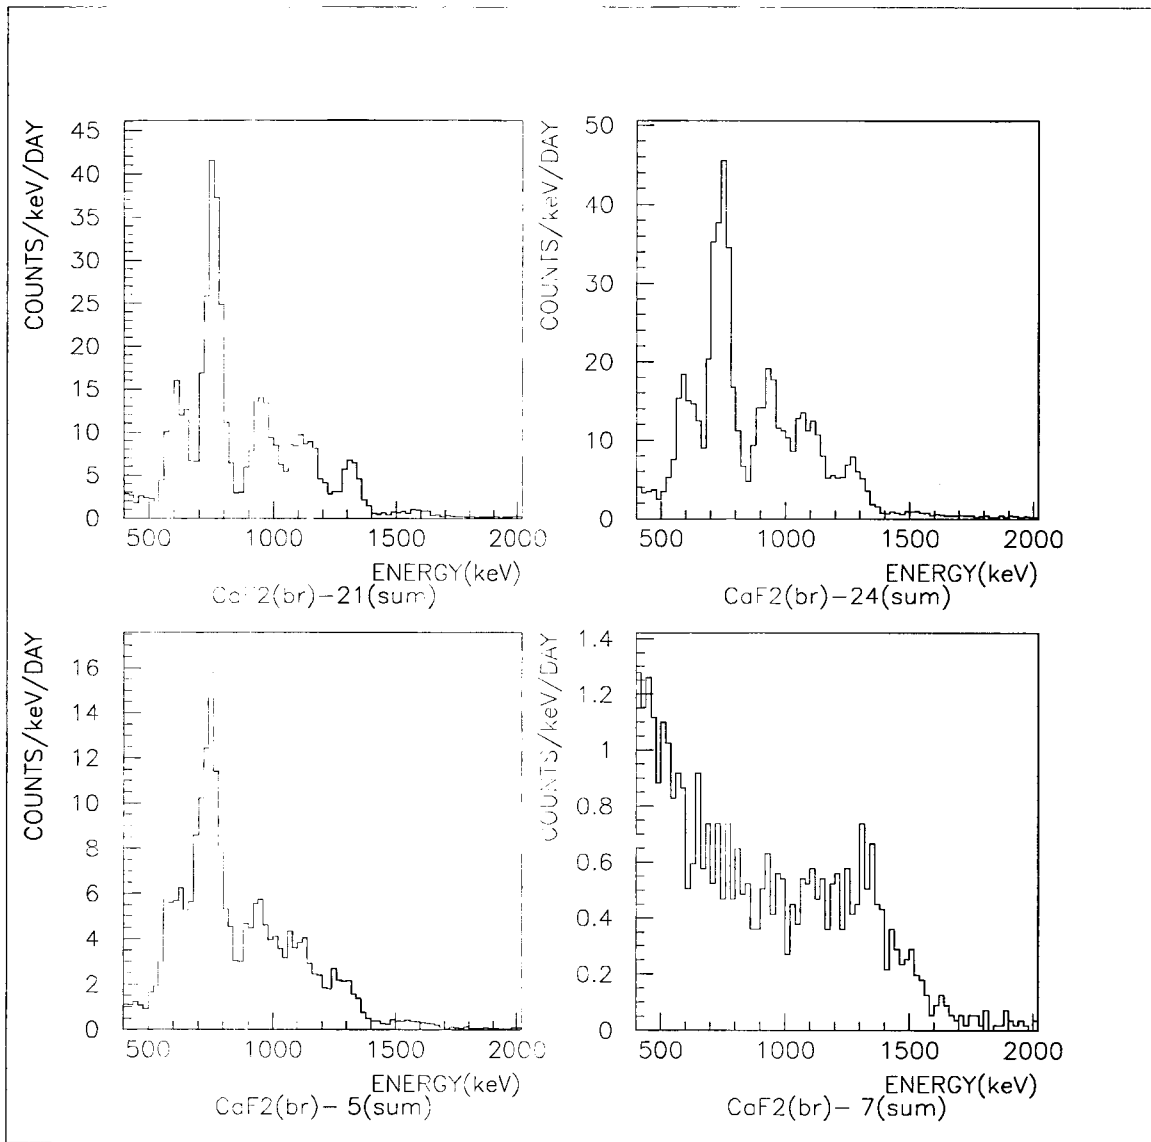 COUNTS/keV/DAY
45
40
35
30
25
20
15
10
5
0
500 1000 1500 2000
ENERGY(keV)
CaF2(br)-21(sum)
COUNTS/keV/DAY
50
40
30
20
10
0
500 1000 1500 2000
ENERGY(keV)
CaF2(br)-24(sum)
COUNTS/keV/DAY
16
14
12
10
8
6
4
2
0
500 1000 1500 2000
ENERGY(keV)
CaF2(br)- 5(sum)
COUNTS/keV/DAY
1.4
1.2
1
0.8
0.6
0.4
0.2
0
500 1000 1500 2000
ENERGY(keV)
CaF2(br)- 7(sum)